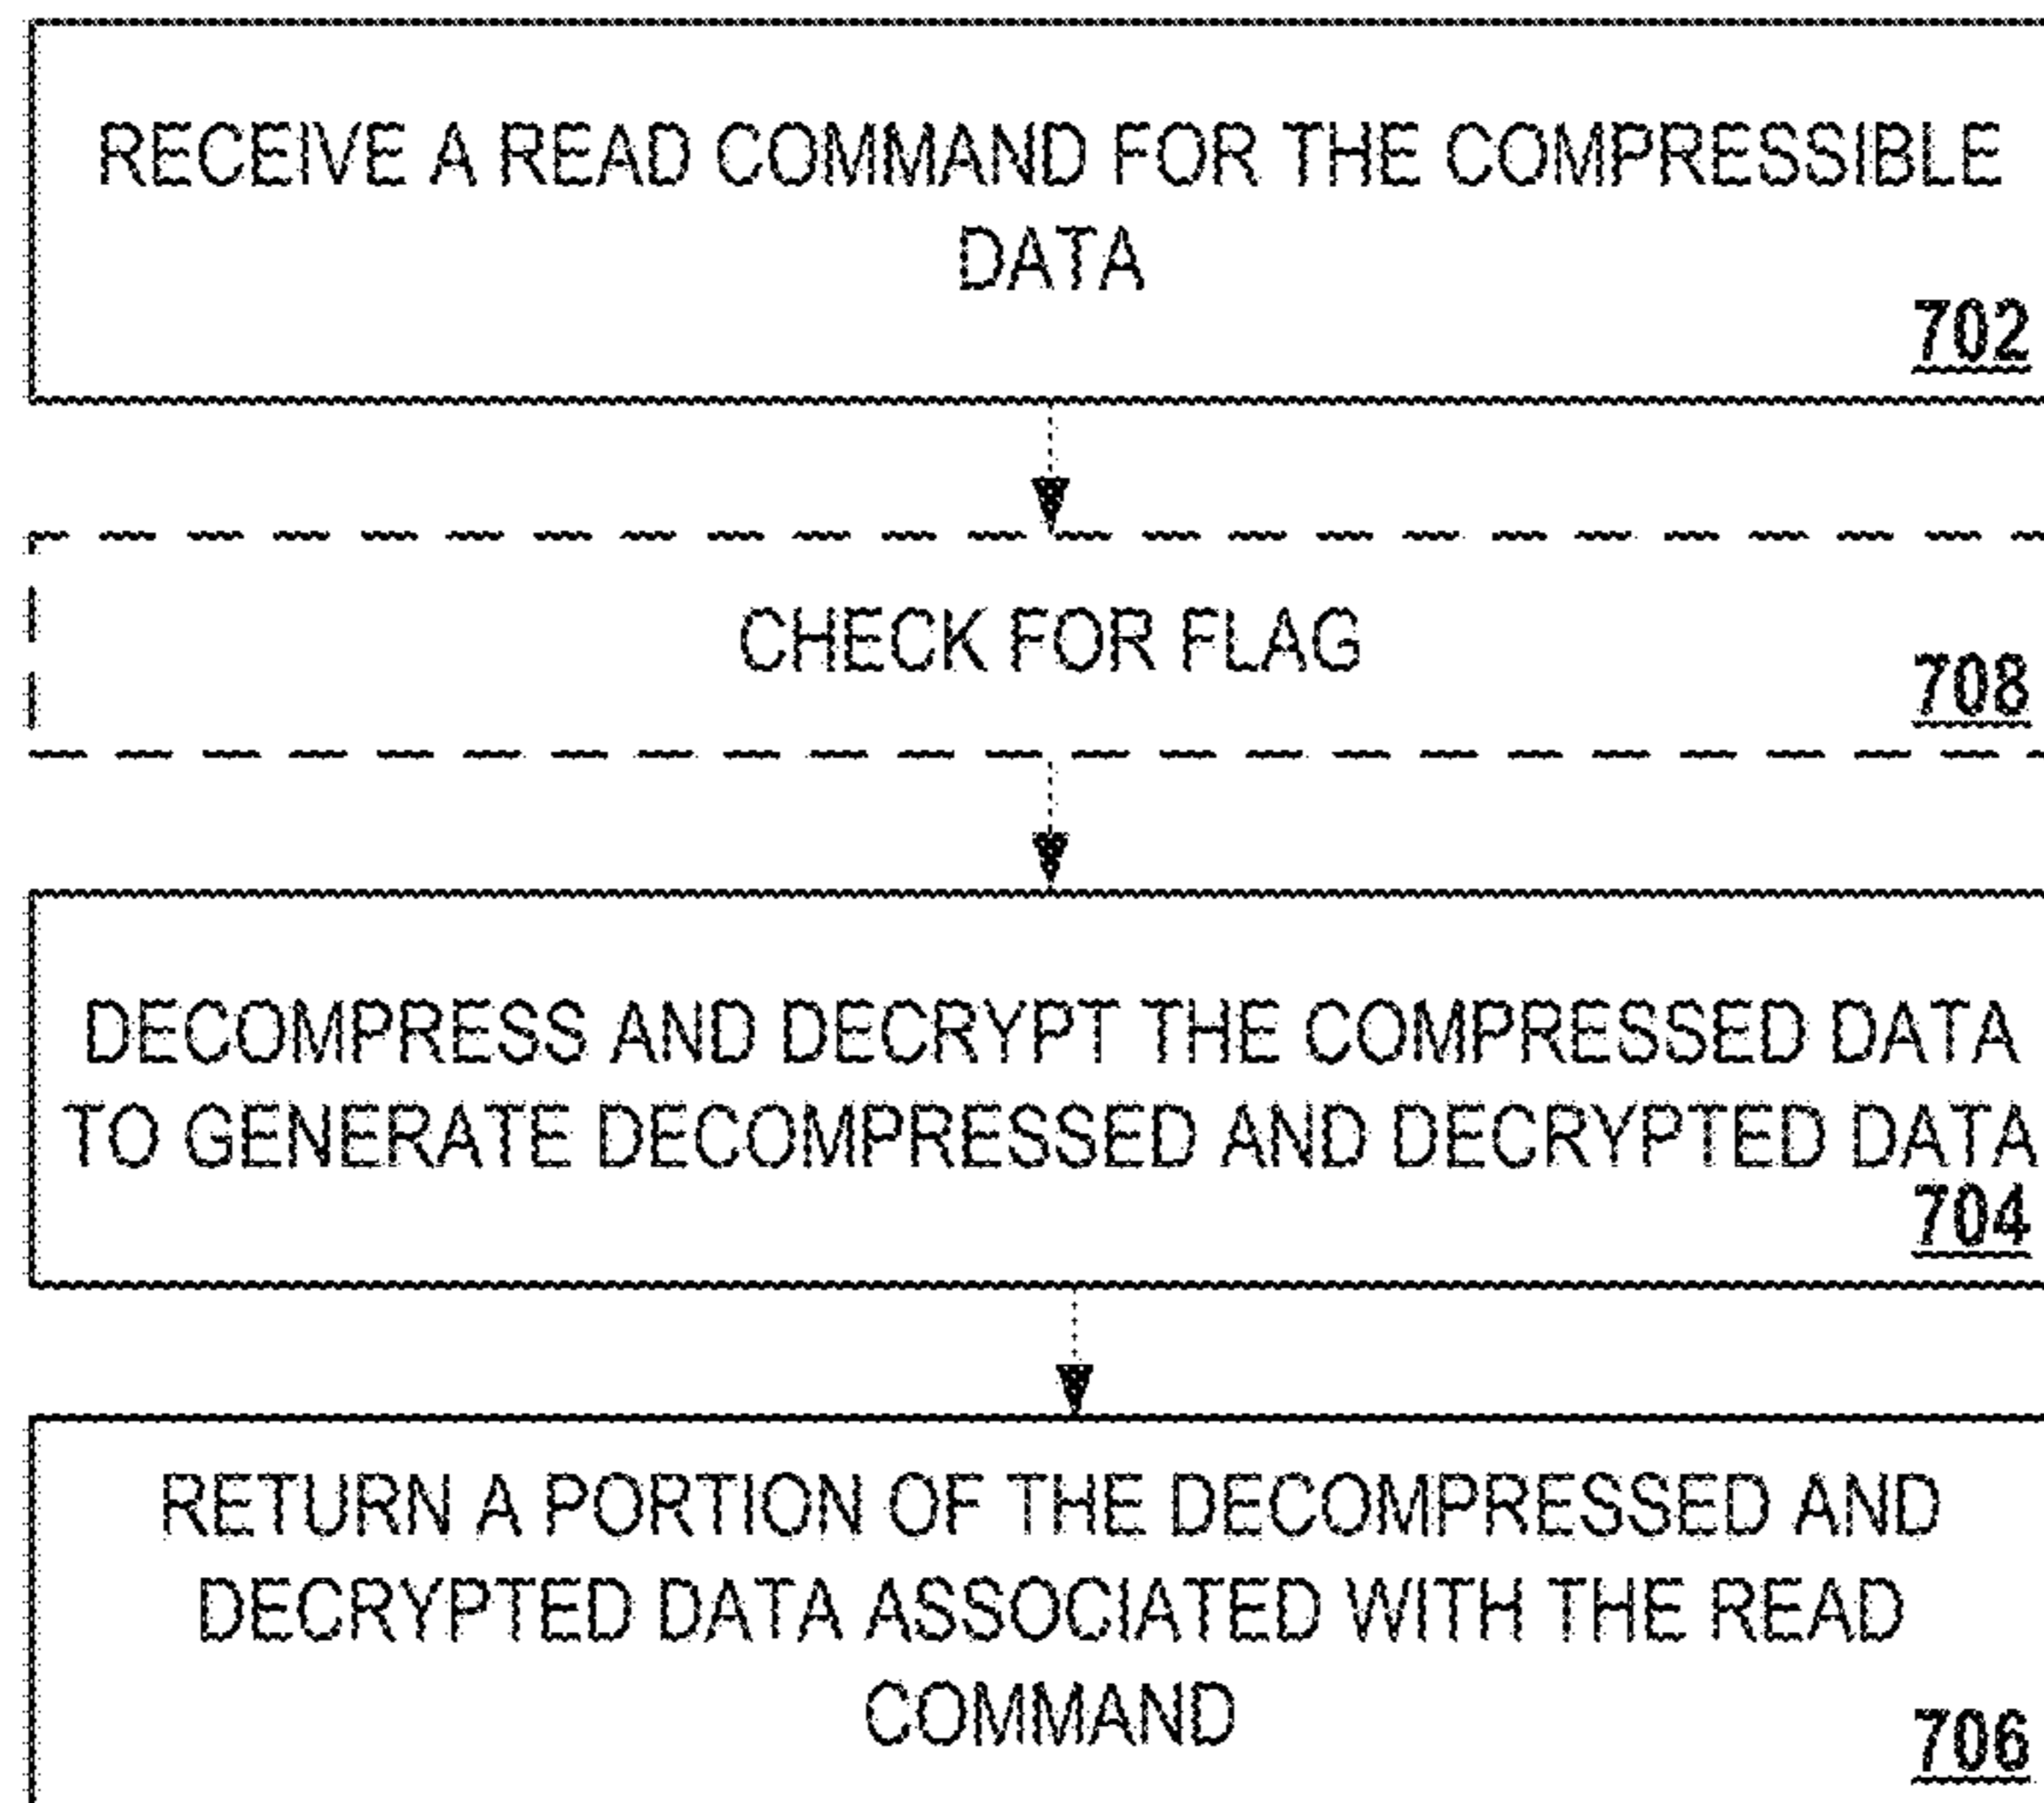 RECEIVE A READ COMMAND FOR THE COMPRESSIBLE
DATA
702
CHECK FOR FLAG
708
DECOMPRESS AND DECRYPT THE COMPRESSED DATA
TO GENERATE DECOMPRESSED AND DECRYPTED DATA
704
RETURN A PORTION OF THE DECOMPRESSED AND
DECRYPTED DATA ASSOCIATED WITH THE READ
COMMAND
706